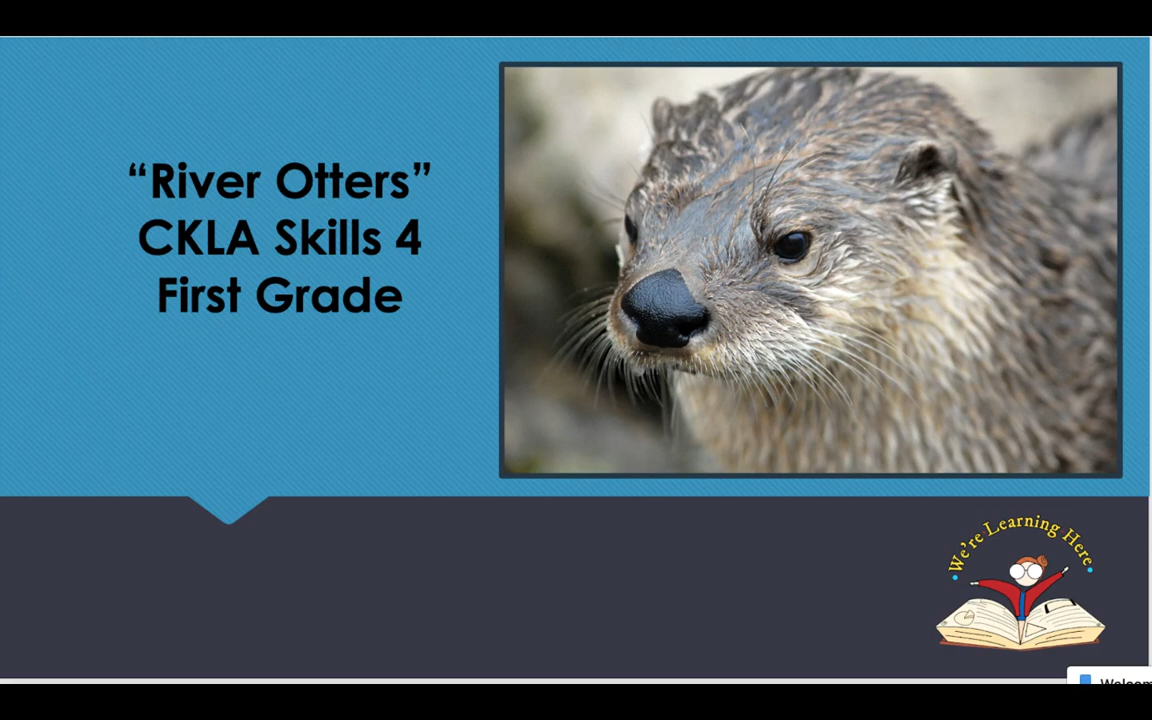 “River Otters”
CKLA Skills 4
First Grade
We're Learning Here